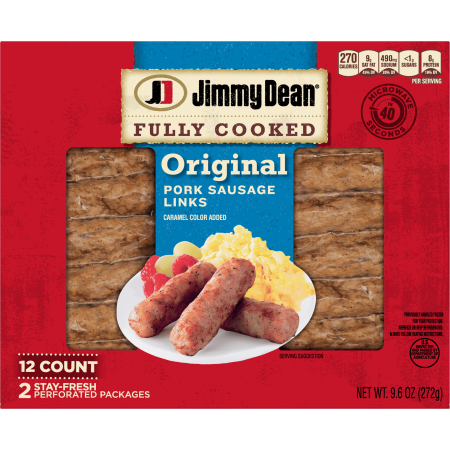 270
CALORIES
9g
SAT FAT
490mg
SODIUM
<1g
SUGARS
8g
PROTEIN
PER SERVING
JD
Jimmy Dean®
FULLY COOKED
MICROWAVE
40
SECONDS
Original
PORK SAUSAGE
LINKS
CARAMEL COLOR ADDED
SERVING SUGGESTION
12 COUNT
2 STAY-FRESH
PERFORATED PACKAGES
NET WT. 9.6 OZ (272g)